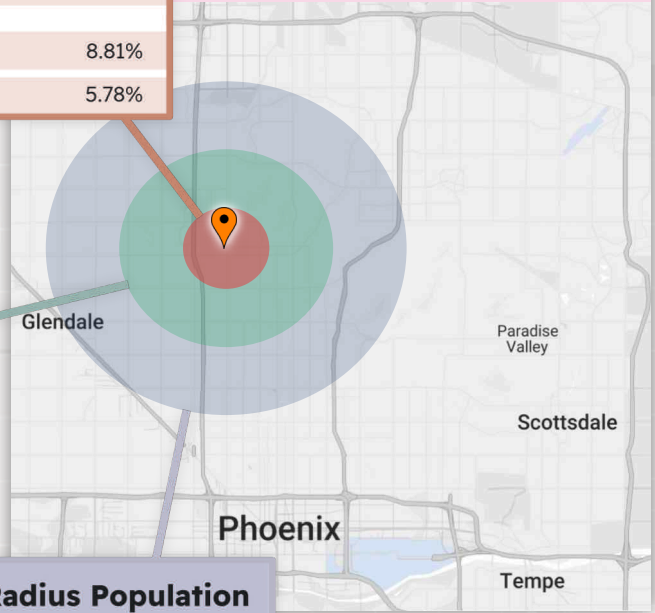 8.81%
5.78%
Glendale
Paradise
Valley
Scottsdale
Phoenix
Radius Population
Tempe